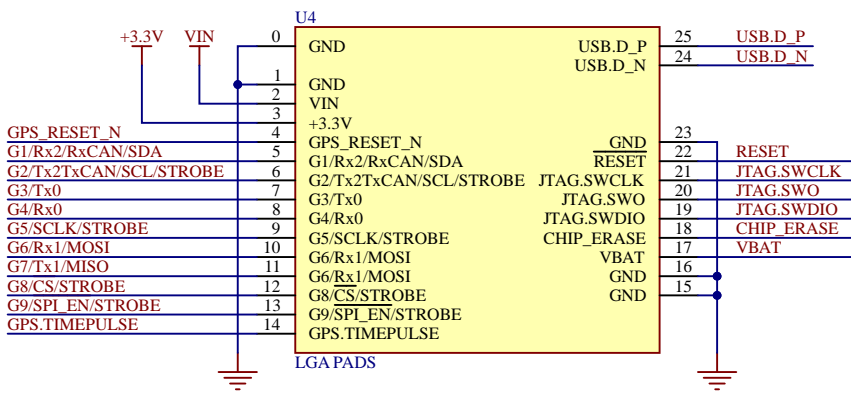 U4
+3.3V VIN
0 GND USB.D_P 25 USB.D_P
USB.D_N 24 USB.D_N
1 GND
2 VIN
3 +3.3V
GPS_RESET_N 4 GPS_RESET_N GND 23
G1/Rx2/RxCAN/SDA 5 G1/Rx2/RxCAN/SDA RESET 22 RESET
G2/Tx2TxCAN/SCL/STROBE 6 G2/Tx2TxCAN/SCL/STROBE JTAG.SWCLK 21 JTAG.SWCLK
G3/Tx0 7 G3/Tx0 JTAG.SWO 20 JTAG.SWO
G4/Rx0 8 G4/Rx0 JTAG.SWDIO 19 JTAG.SWDIO
G5/SCLK/STROBE 9 G5/SCLK/STROBE CHIP_ERASE 18 CHIP_ERASE
G6/Rx1/MOSI 10 G6/Rx1/MOSI VBAT 17 VBAT
G7/Tx1/MISO 11 G6/Rx1/MOSI GND 16
G8/CS/STROBE 12 G8/CS/STROBE GND 15
G9/SPI_EN/STROBE 13 G9/SPI_EN/STROBE
GPS.TIMEPULSE 14 GPS.TIMEPULSE
LGA PADS